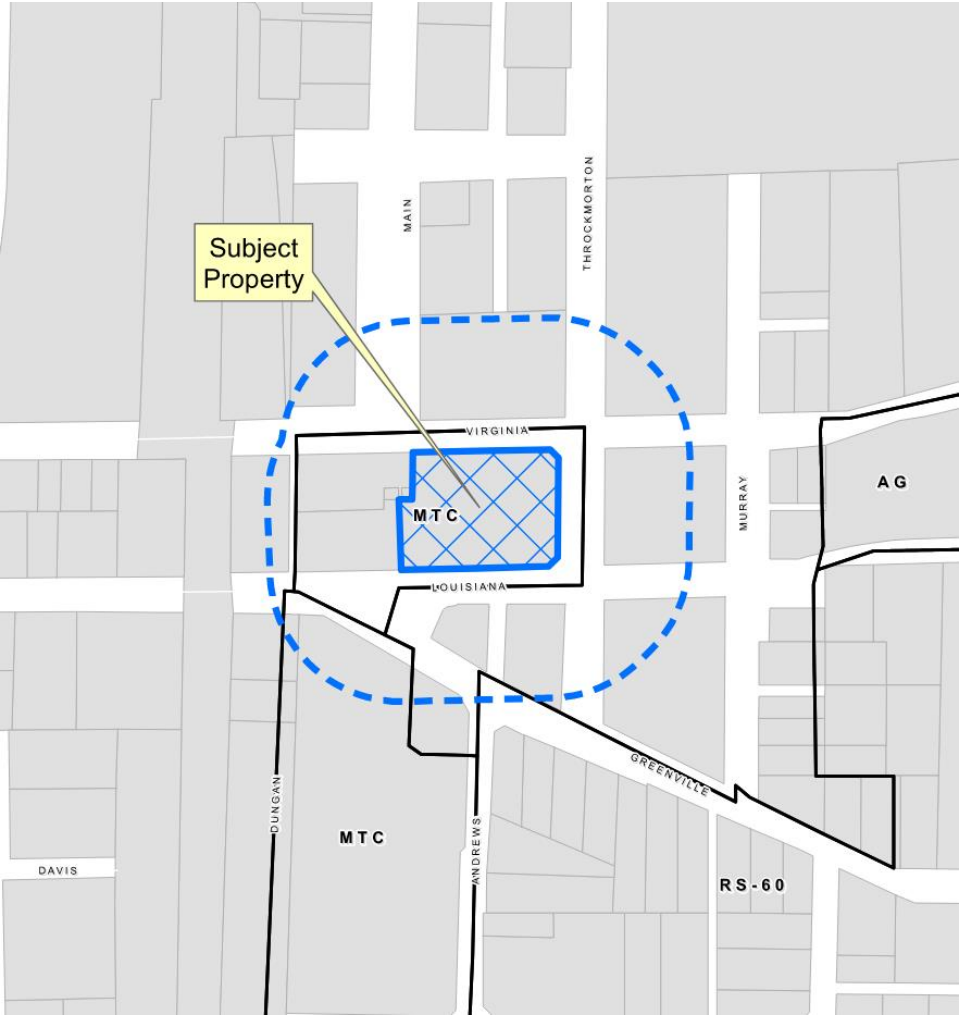 MAIN
THROCKMORTON
Subject
Property
VIRGINIA
MTC
AG
MURRAY
LOUISIANA
GREENVILLE
DUNGAN
MTC
ANDREWS
DAVIS
RS-60